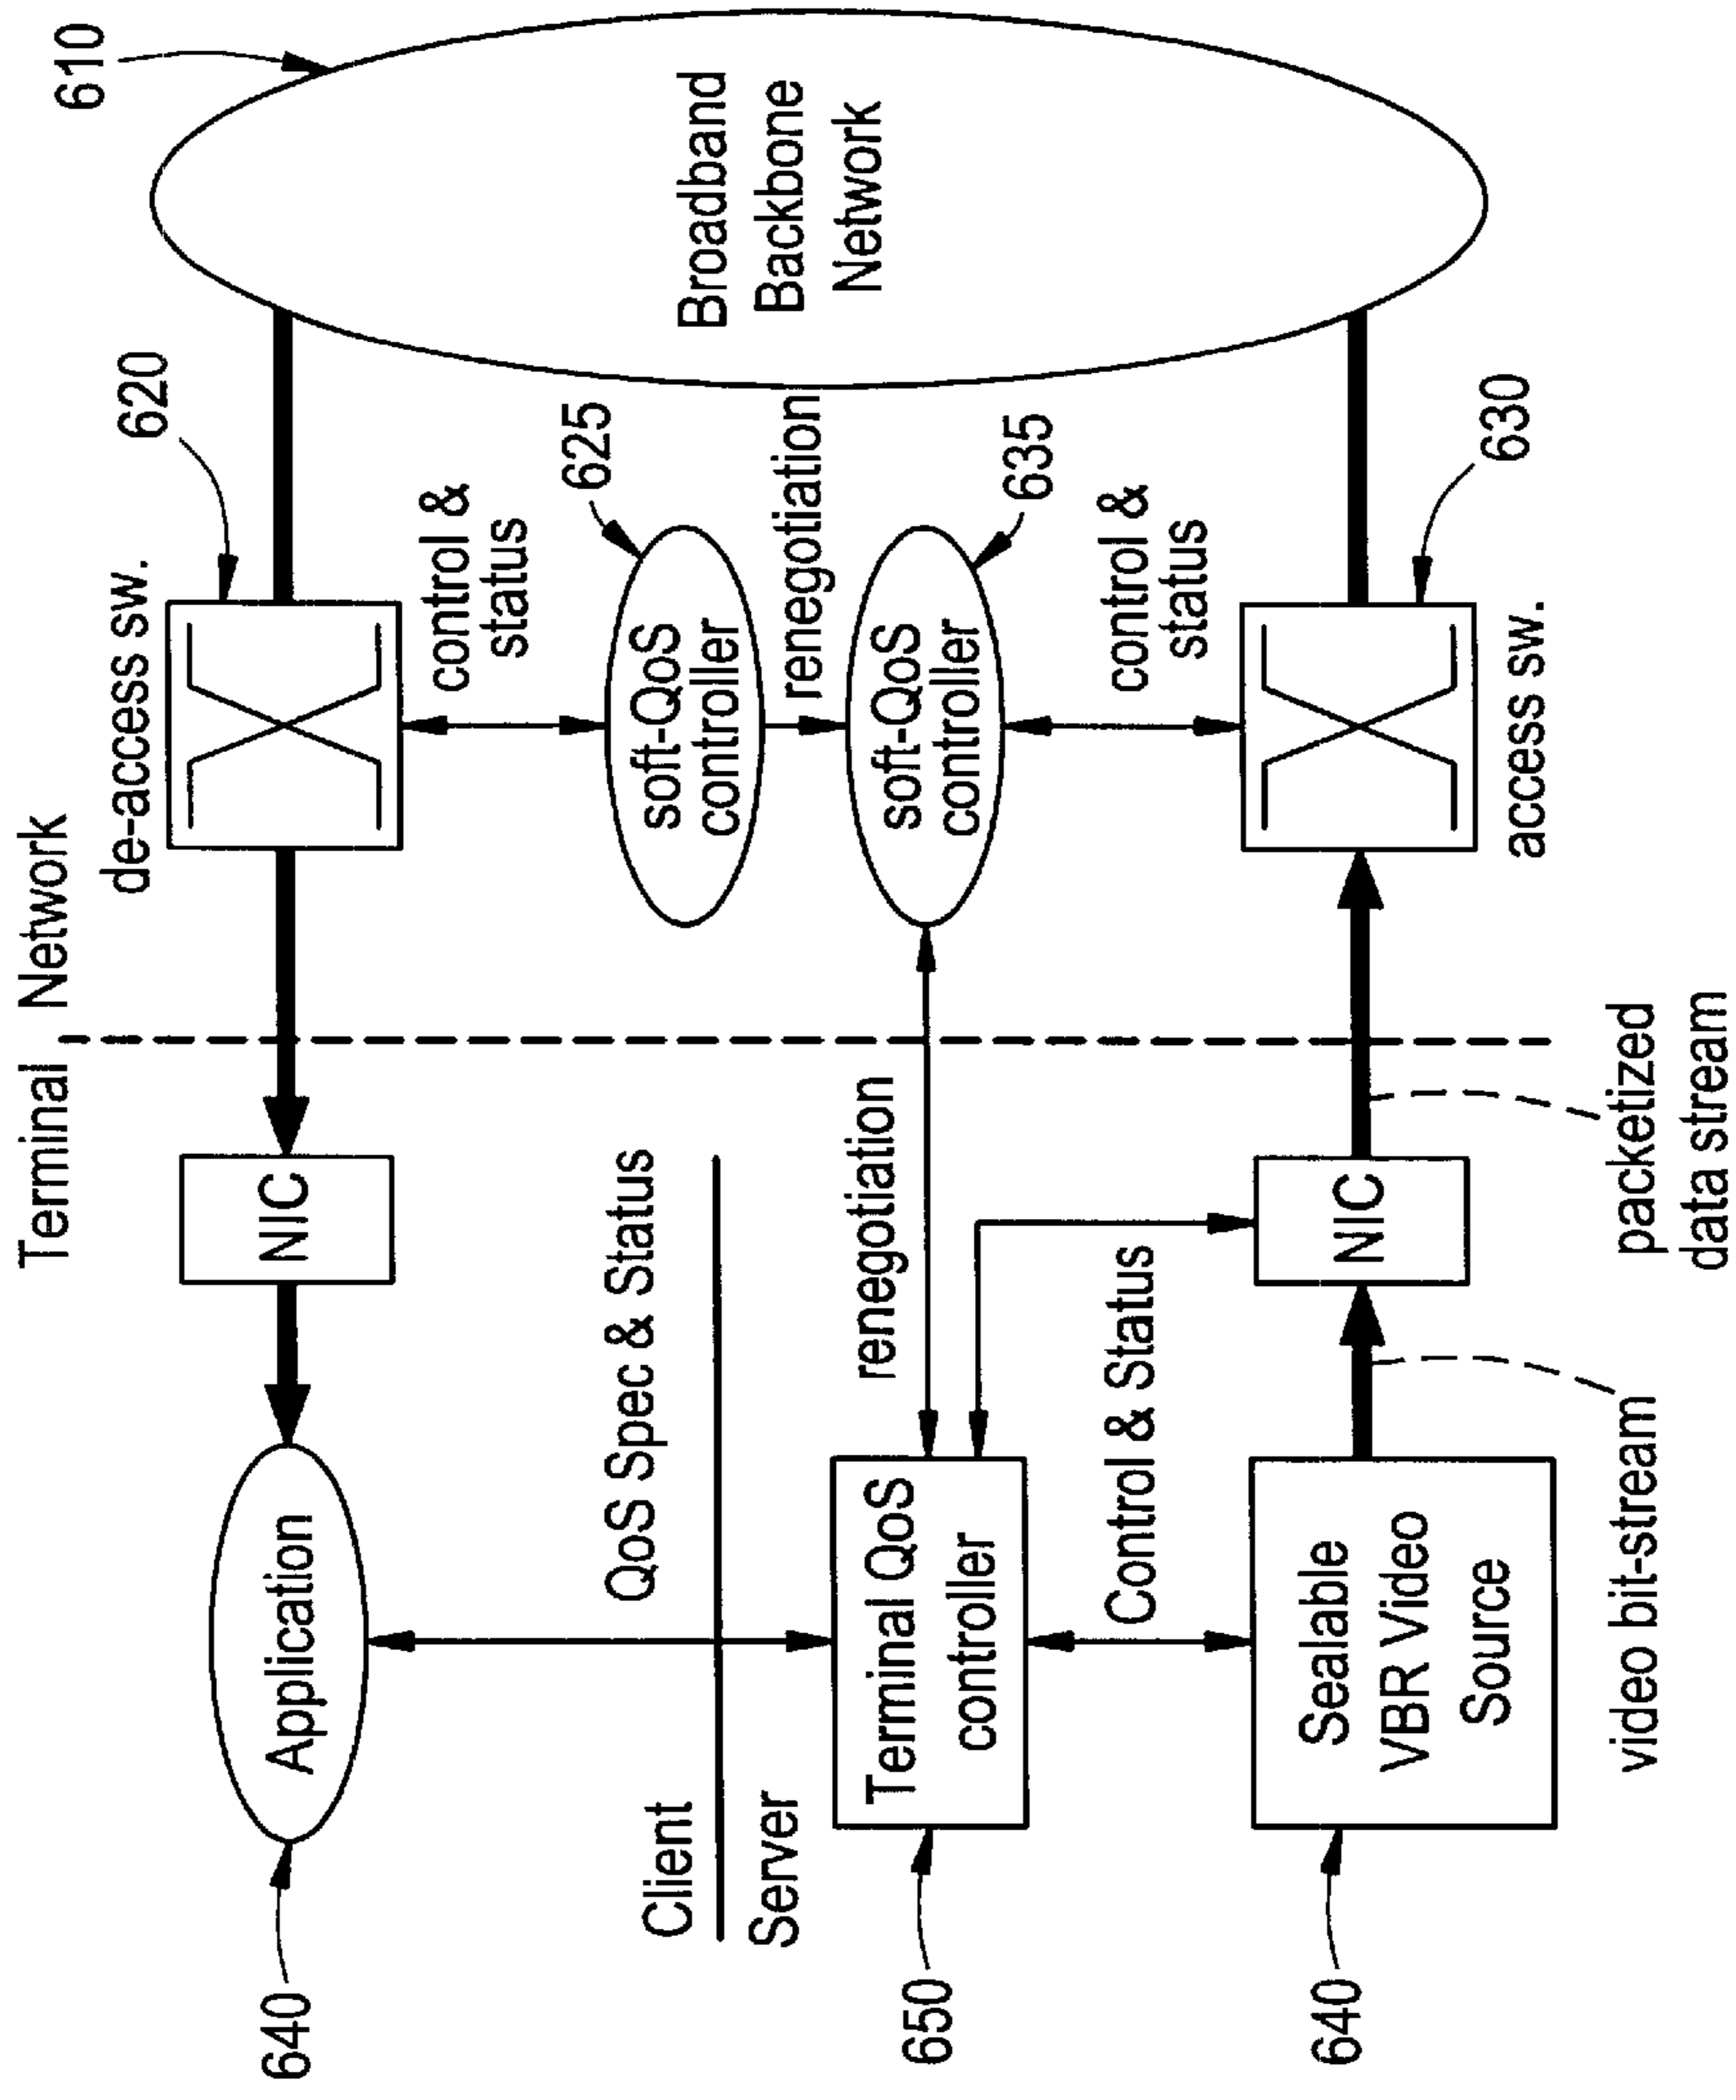 610
Broadband
Backbone
Network
620
de-access sw.
control &
status
625
soft-QoS
controller
renegotiation
635
soft-QoS
controller
control &
status
630
access sw.
Terminal
Network
NIC
Application
640
QoS Spec & Status
Client
Server
renegotiation
Terminal QoS
controller
650
Control & Status
NIC
packetized
data stream
Sealable
VBR Video
Source
640
video bit-stream